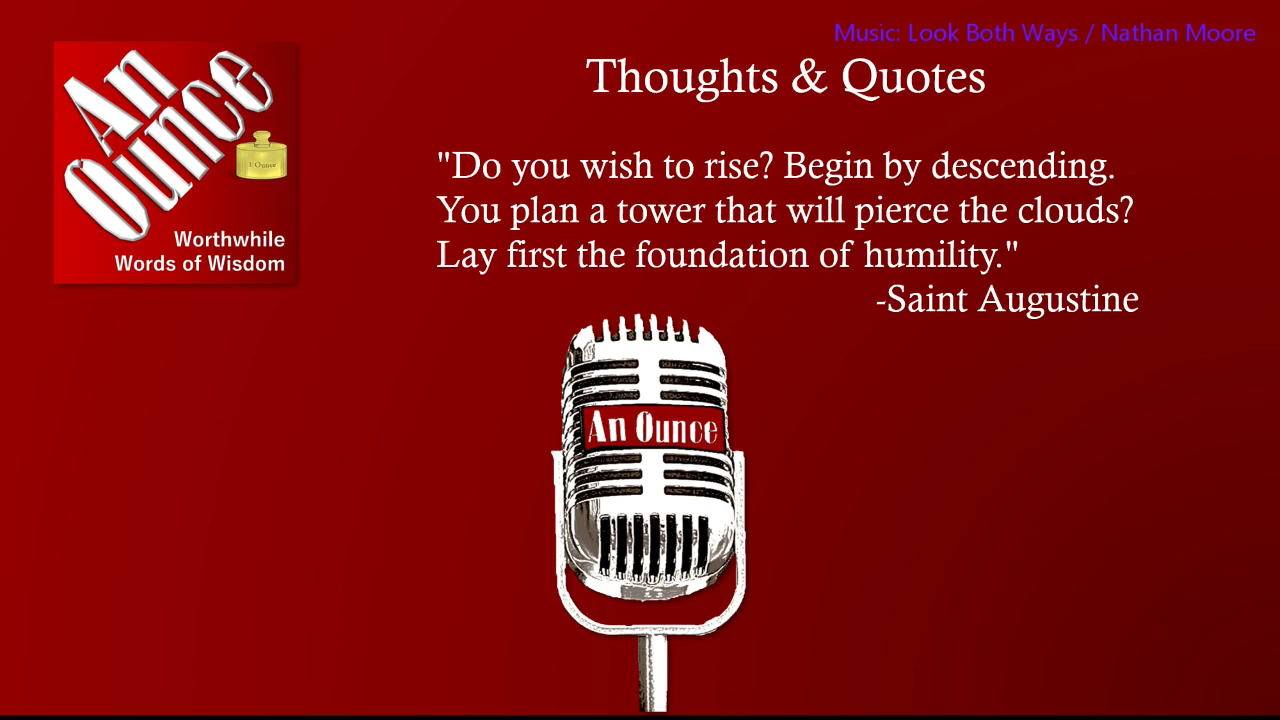 Music: Look Both Ways / Nathan Moore
Thoughts & Quotes
An
Ounce
1 Ounce
Worthwhile
Words of Wisdom
"Do you wish to rise? Begin by descending.
You plan a tower that will pierce the clouds?
Lay first the foundation of humility."
-Saint Augustine
An Ounce